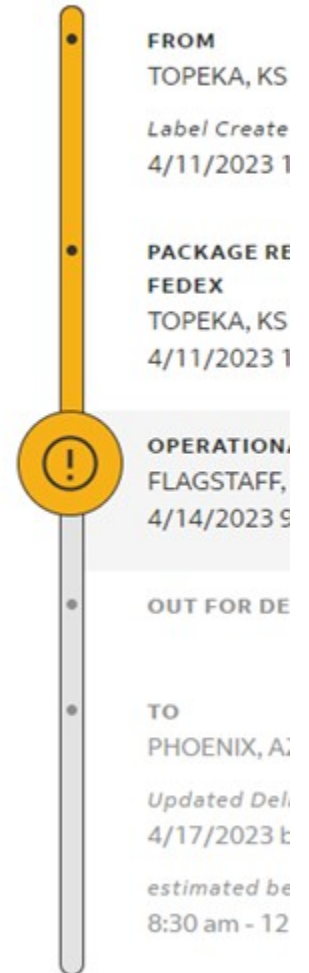 FROM
TOPEKA, KS
Label Create
4/11/2023 1
PACKAGE RE
FEDEX
TOPEKA, KS
4/11/2023 1
OPERATIONA
FLAGSTAFF,
4/14/2023 9
OUT FOR DE
TO
PHOENIX, AZ
Updated Deli
4/17/2023 b
estimated be
8:30 am - 12